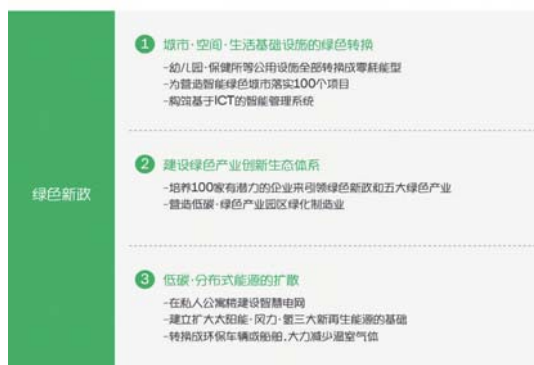 绿色新政
1 城市·空间·生活基础设施的绿色转换
-幼儿园·保健所等公用设施全部转换成零耗能型
-为营造智能绿色城市落实100个项目
-构筑基于ICT的智能管理系统
2 建设绿色产业创新生态体系
-培养100家有潜力的企业来引领绿色新政和五大绿色产业
-营造低碳·绿色产业园区绿化制造业
3 低碳·分布式能源的扩散
-在私人公寓楼建设智慧电网
-建立扩大太阳能·风力·氢三大新再生能源的基础
-转换成环保车辆或船舶,大力减少温室气体